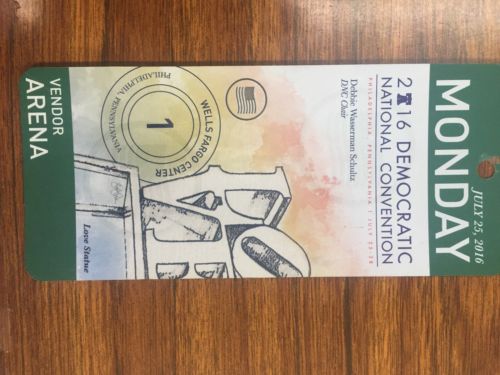 MONDAY
JULY 25, 2016
2016 DEMOCRATIC
NATIONAL CONVENTION
PHILADELPHIA, PENNSYLVANIA | JULY 25-28
Debbie Wasserman Schultz
DNC Chair
WELLS FARGO CENTER
1
PHILADELPHIA, PENNSYLVANIA
LOVE
Love Statue
VENDOR
ARENA